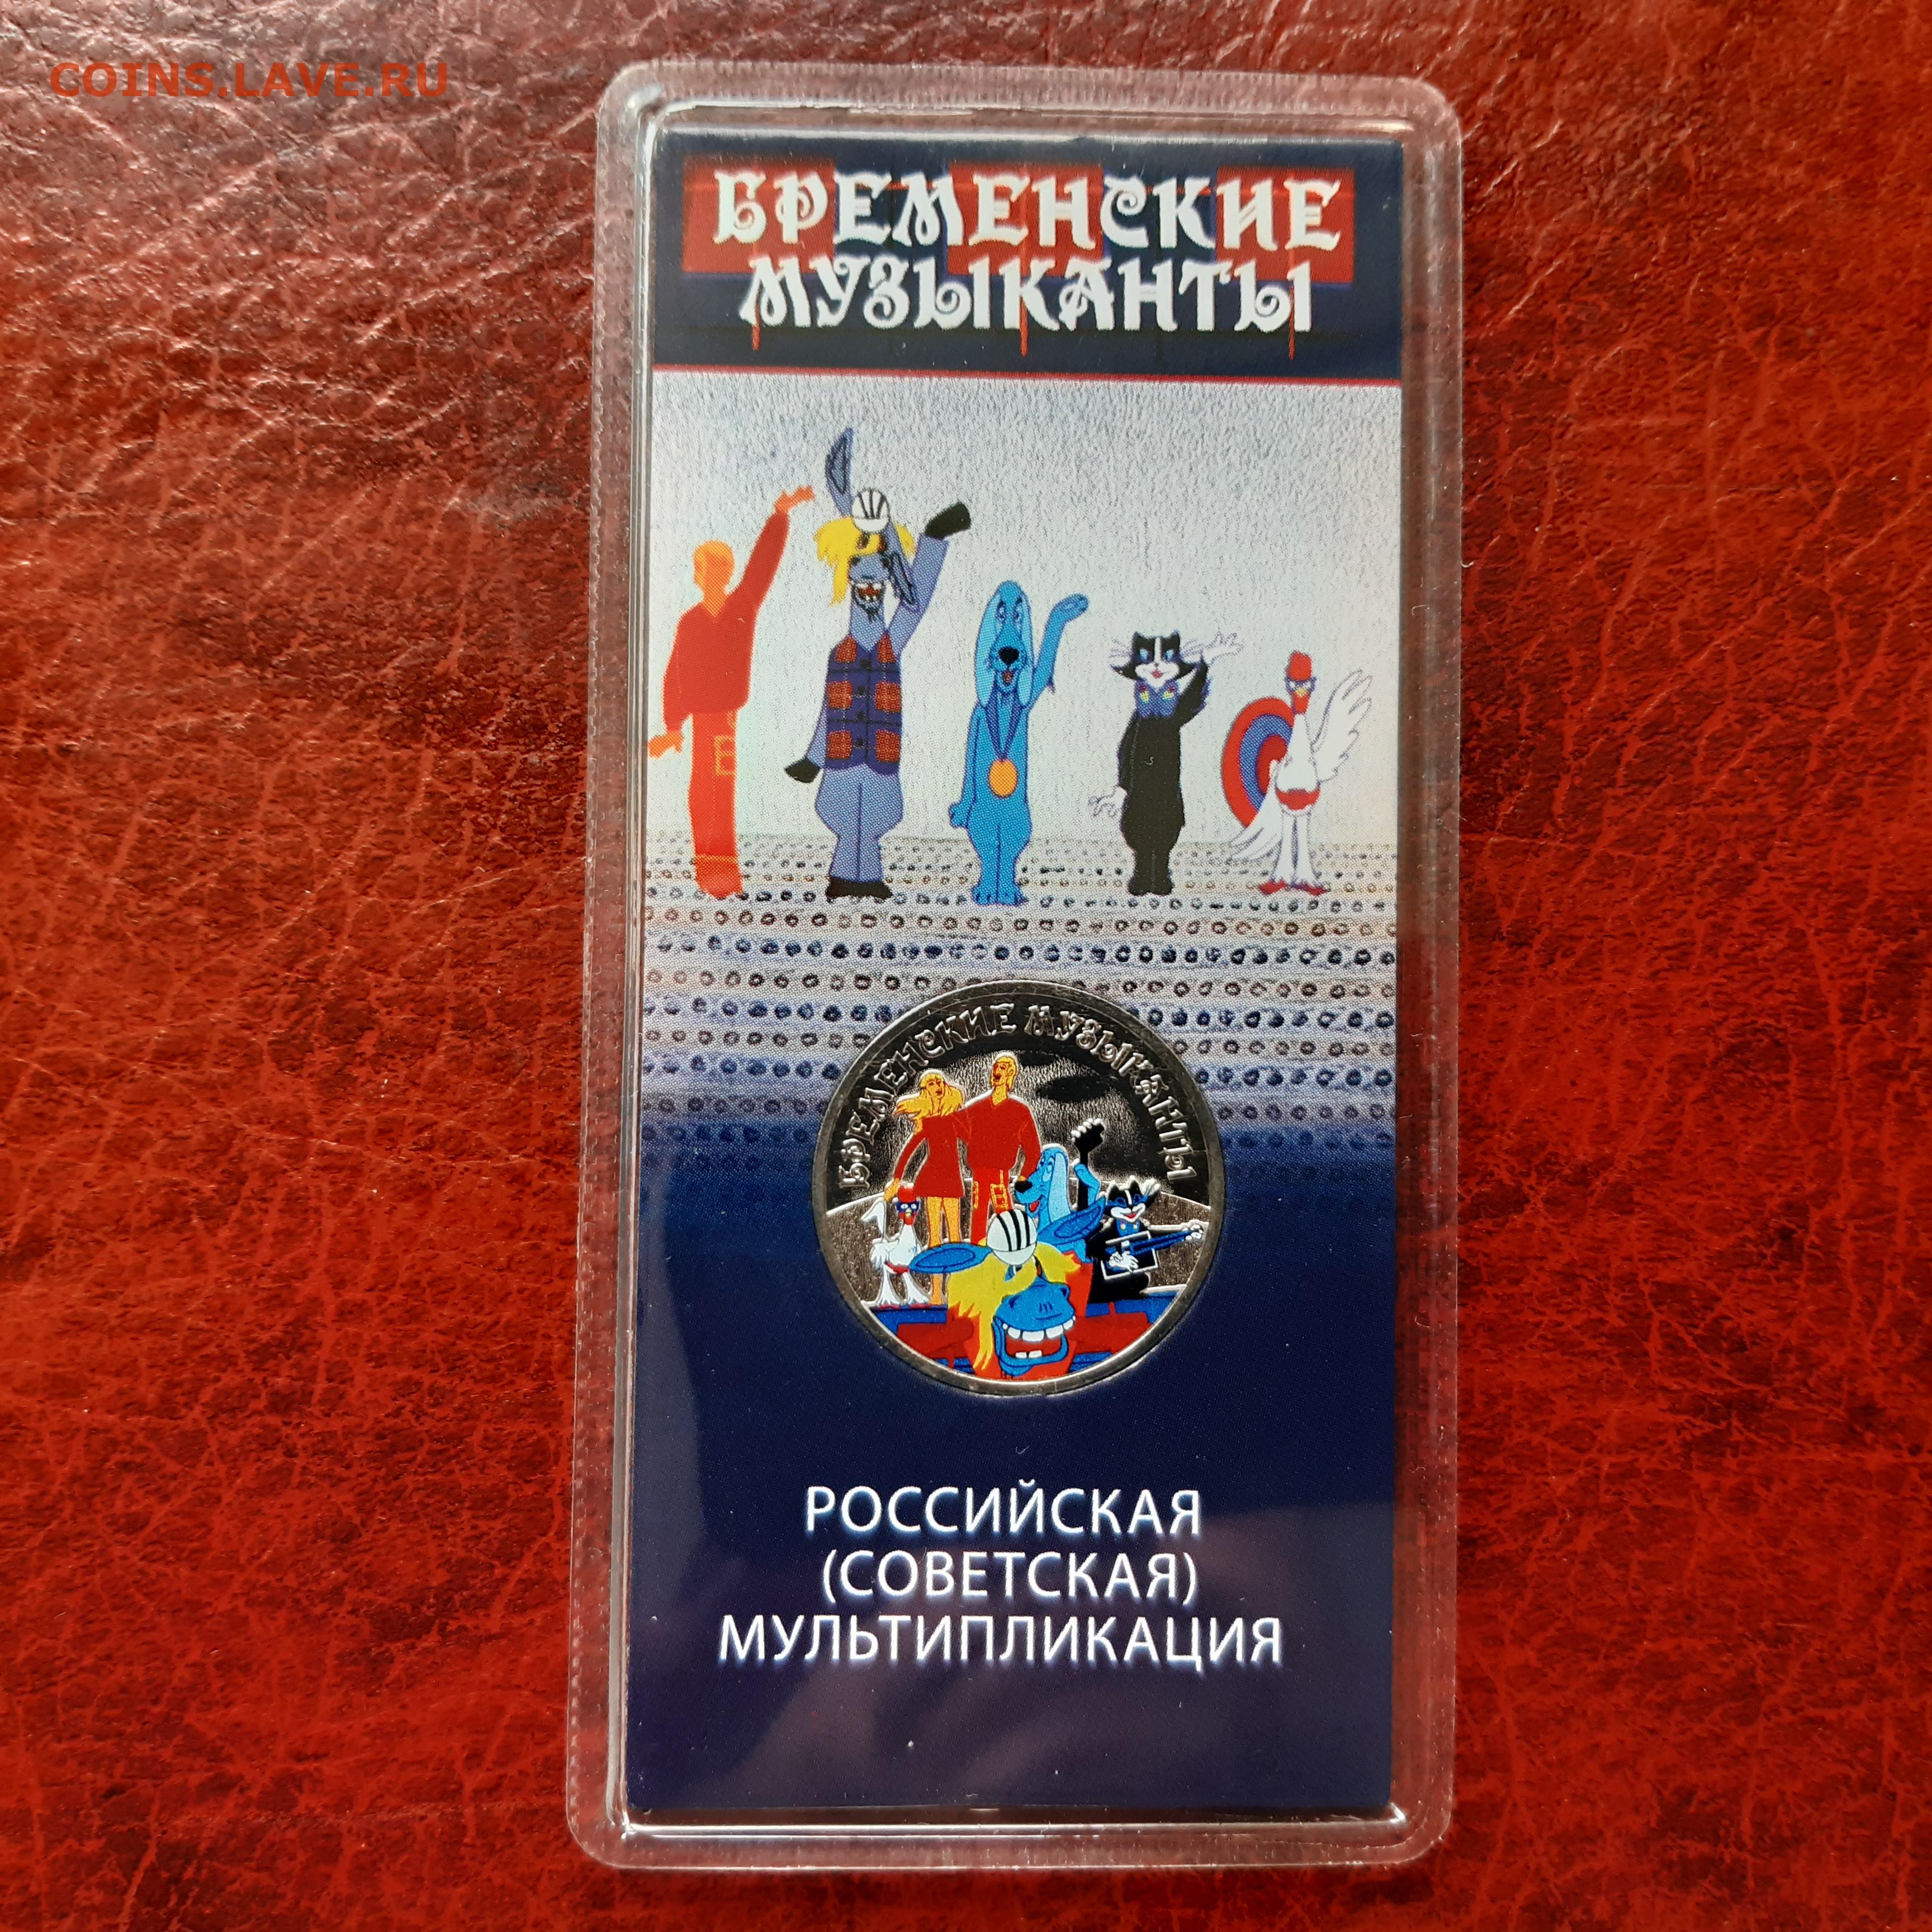 COINS.LAVE.RU
БРЕМЕНСКИЕ
МУЗЫКАНТЫ
БРЕМЕНСКИЕ МУЗЫКАНТЫ
РОССИЙСКАЯ
(СОВЕТСКАЯ)
МУЛЬТИПЛИКАЦИЯ